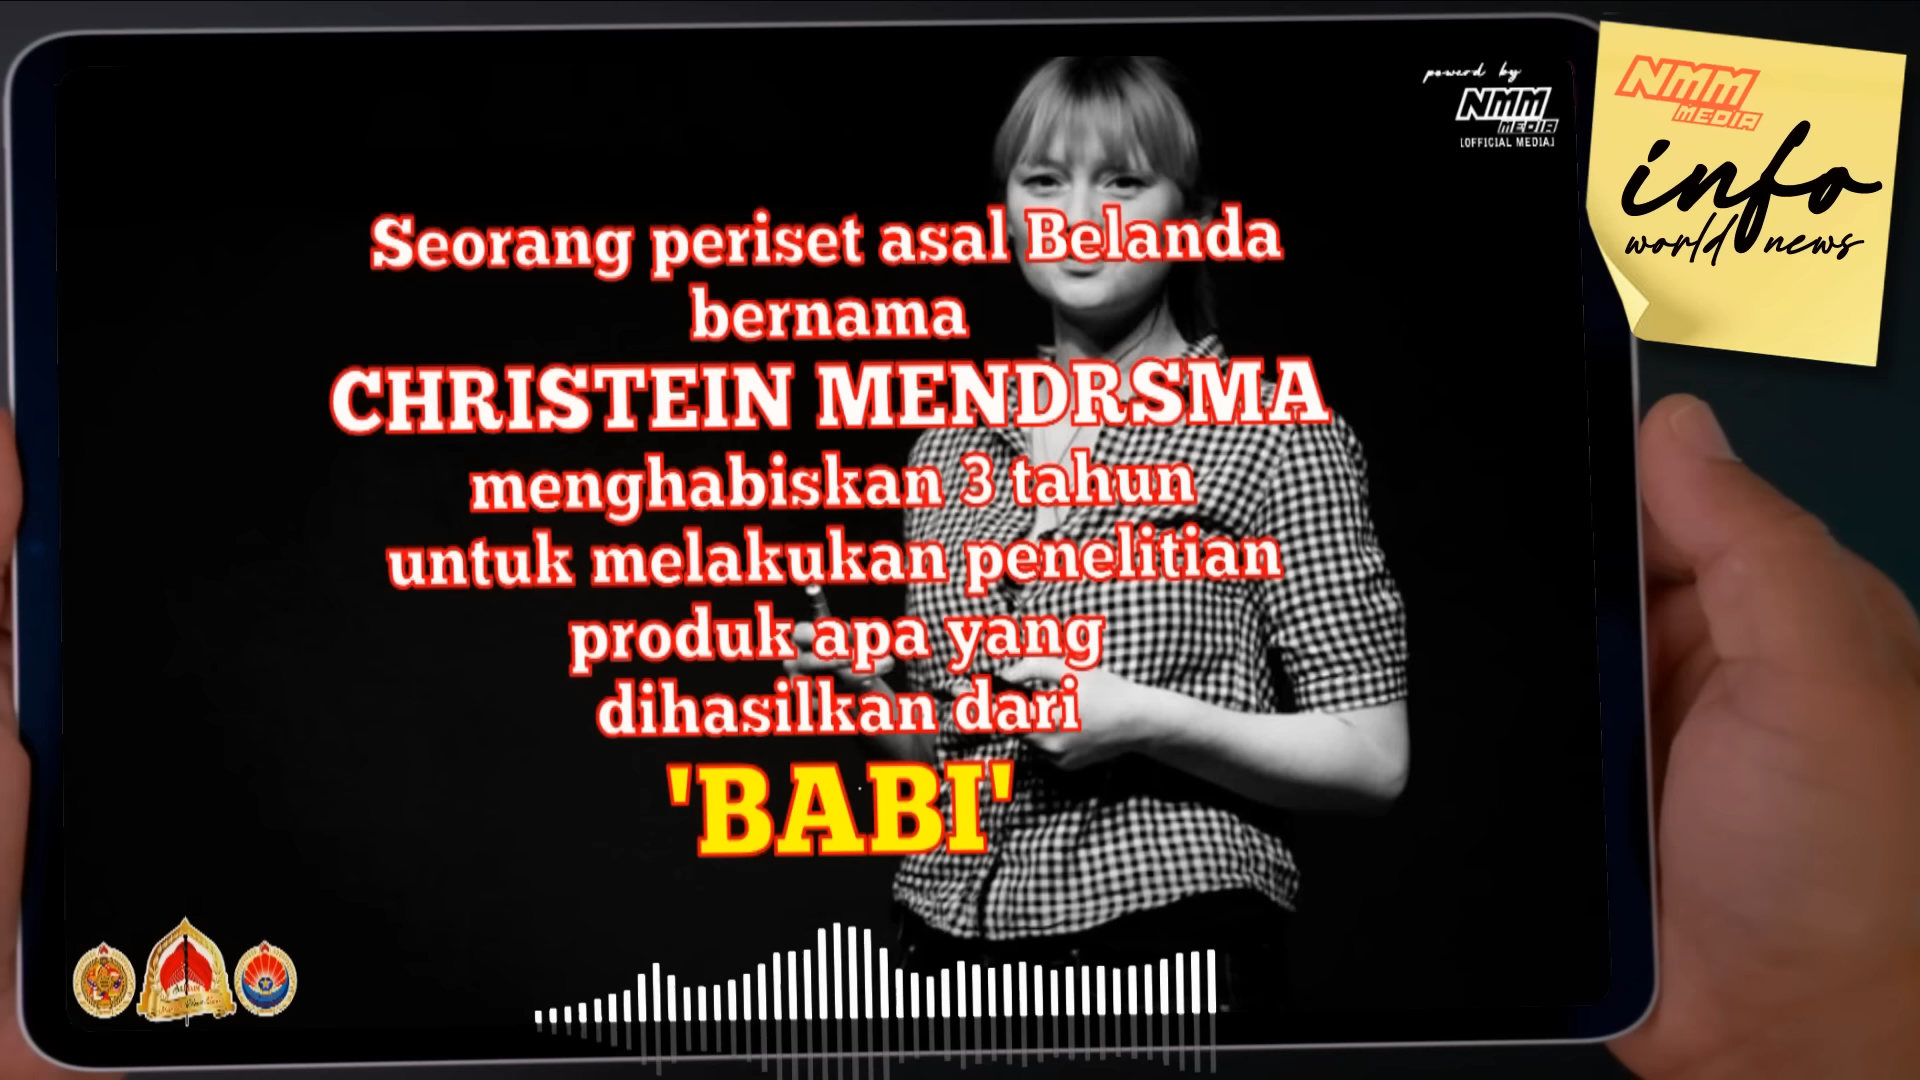 powerd by
NMM
MEDIA
[OFFICIAL MEDIA]
NMM
MEDIA
info
world news
Seorang periset asal Belanda
bernama
CHRISTEIN MENDRSMA
menghabiskan 3 tahun
untuk melakukan penelitian
produk apa yang
dihasilkan dari
'BABI'